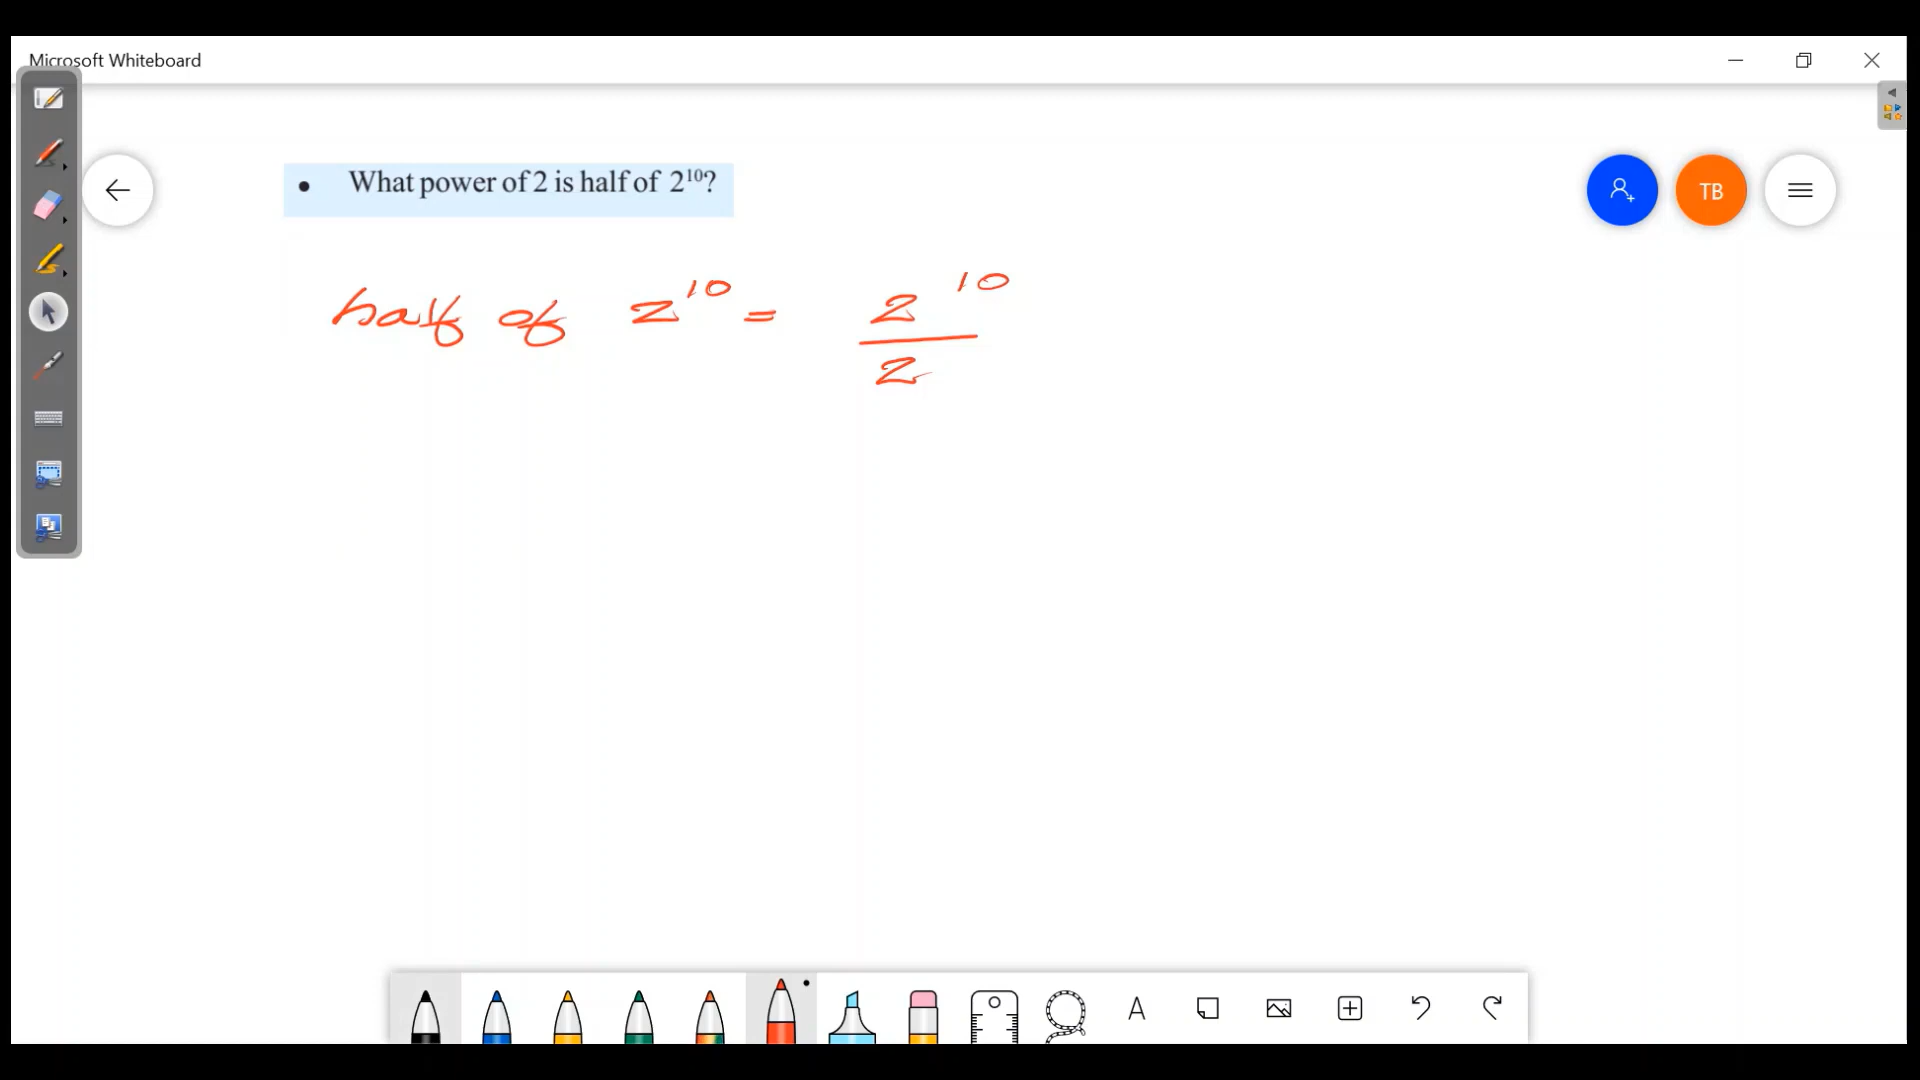 Microsoft Whiteboard
• What power of 2 is half of 2¹⁰?
TB
half of 2¹⁰ = 2¹⁰
2
A